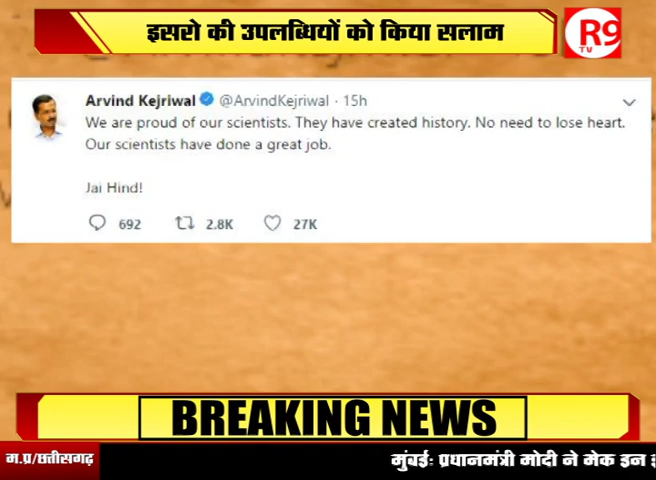 इसरो की उपलब्धियों को किया सलाम
R9
TV
Arvind Kejriwal @ArvindKejriwal · 15h
We are proud of our scientists. They have created history. No need to lose heart.
Our scientists have done a great job.
Jai Hind!
692 2.8K 27K
BREAKING NEWS
म.प्र/छत्तीसगढ़
मुंबई: प्रधानमंत्री मोदी ने मेक इन